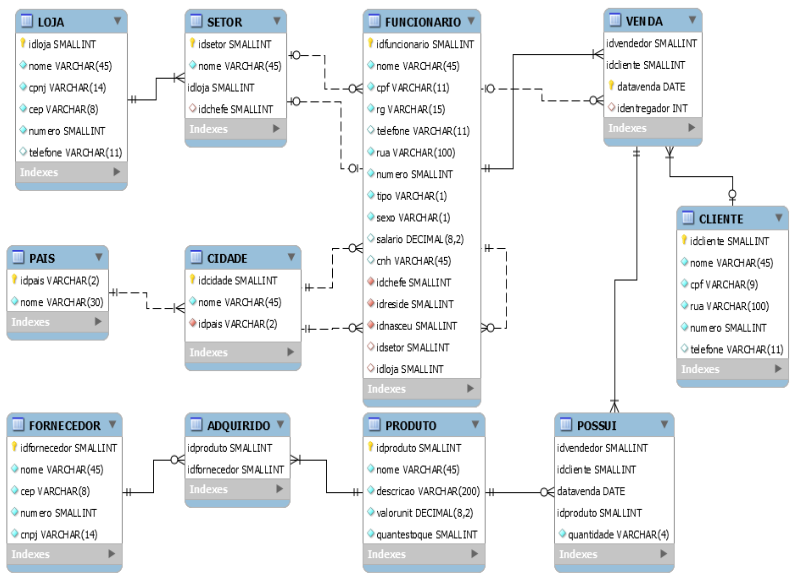 LOJA
idloja SMALLINT
nome VARCHAR(45)
cpnj VARCHAR(14)
cep VARCHAR(8)
numero SMALLINT
telefone VARCHAR(11)
Indexes
SETOR
idsetor SMALLINT
nome VARCHAR(45)
idloja SMALLINT
idchefe SMALLINT
Indexes
FUNCIONARIO
idfuncionario SMALLINT
nome VARCHAR(45)
cpf VARCHAR(11)
rg VARCHAR(15)
telefone VARCHAR(11)
rua VARCHAR(100)
numero SMALLINT
tipo VARCHAR(1)
sexo VARCHAR(1)
salario DECIMAL(8,2)
cnh VARCHAR(45)
idchefe SMALLINT
idreside SMALLINT
idnasceu SMALLINT
idsetor SMALLINT
idloja SMALLINT
Indexes
VENDA
idvendedor SMALLINT
idcliente SMALLINT
datavenda DATE
identregador INT
Indexes
CLIENTE
idcliente SMALLINT
nome VARCHAR(45)
cpf VARCHAR(9)
rua VARCHAR(100)
numero SMALLINT
telefone VARCHAR(11)
Indexes
PAIS
idpais VARCHAR(2)
nome VARCHAR(30)
Indexes
CIDADE
idcidade SMALLINT
nome VARCHAR(45)
idpais VARCHAR(2)
Indexes
FORNECEDOR
idfornecedor SMALLINT
nome VARCHAR(45)
cep VARCHAR(8)
numero SMALLINT
cnpj VARCHAR(14)
Indexes
ADQUIRIDO
idproduto SMALLINT
idfornecedor SMALLINT
Indexes
PRODUTO
idproduto SMALLINT
nome VARCHAR(45)
descricao VARCHAR(200)
valorunit DECIMAL(8,2)
quantestoque SMALLINT
Indexes
POSSUI
idvendedor SMALLINT
idcliente SMALLINT
datavenda DATE
idproduto SMALLINT
quantidade VARCHAR(4)
Indexes